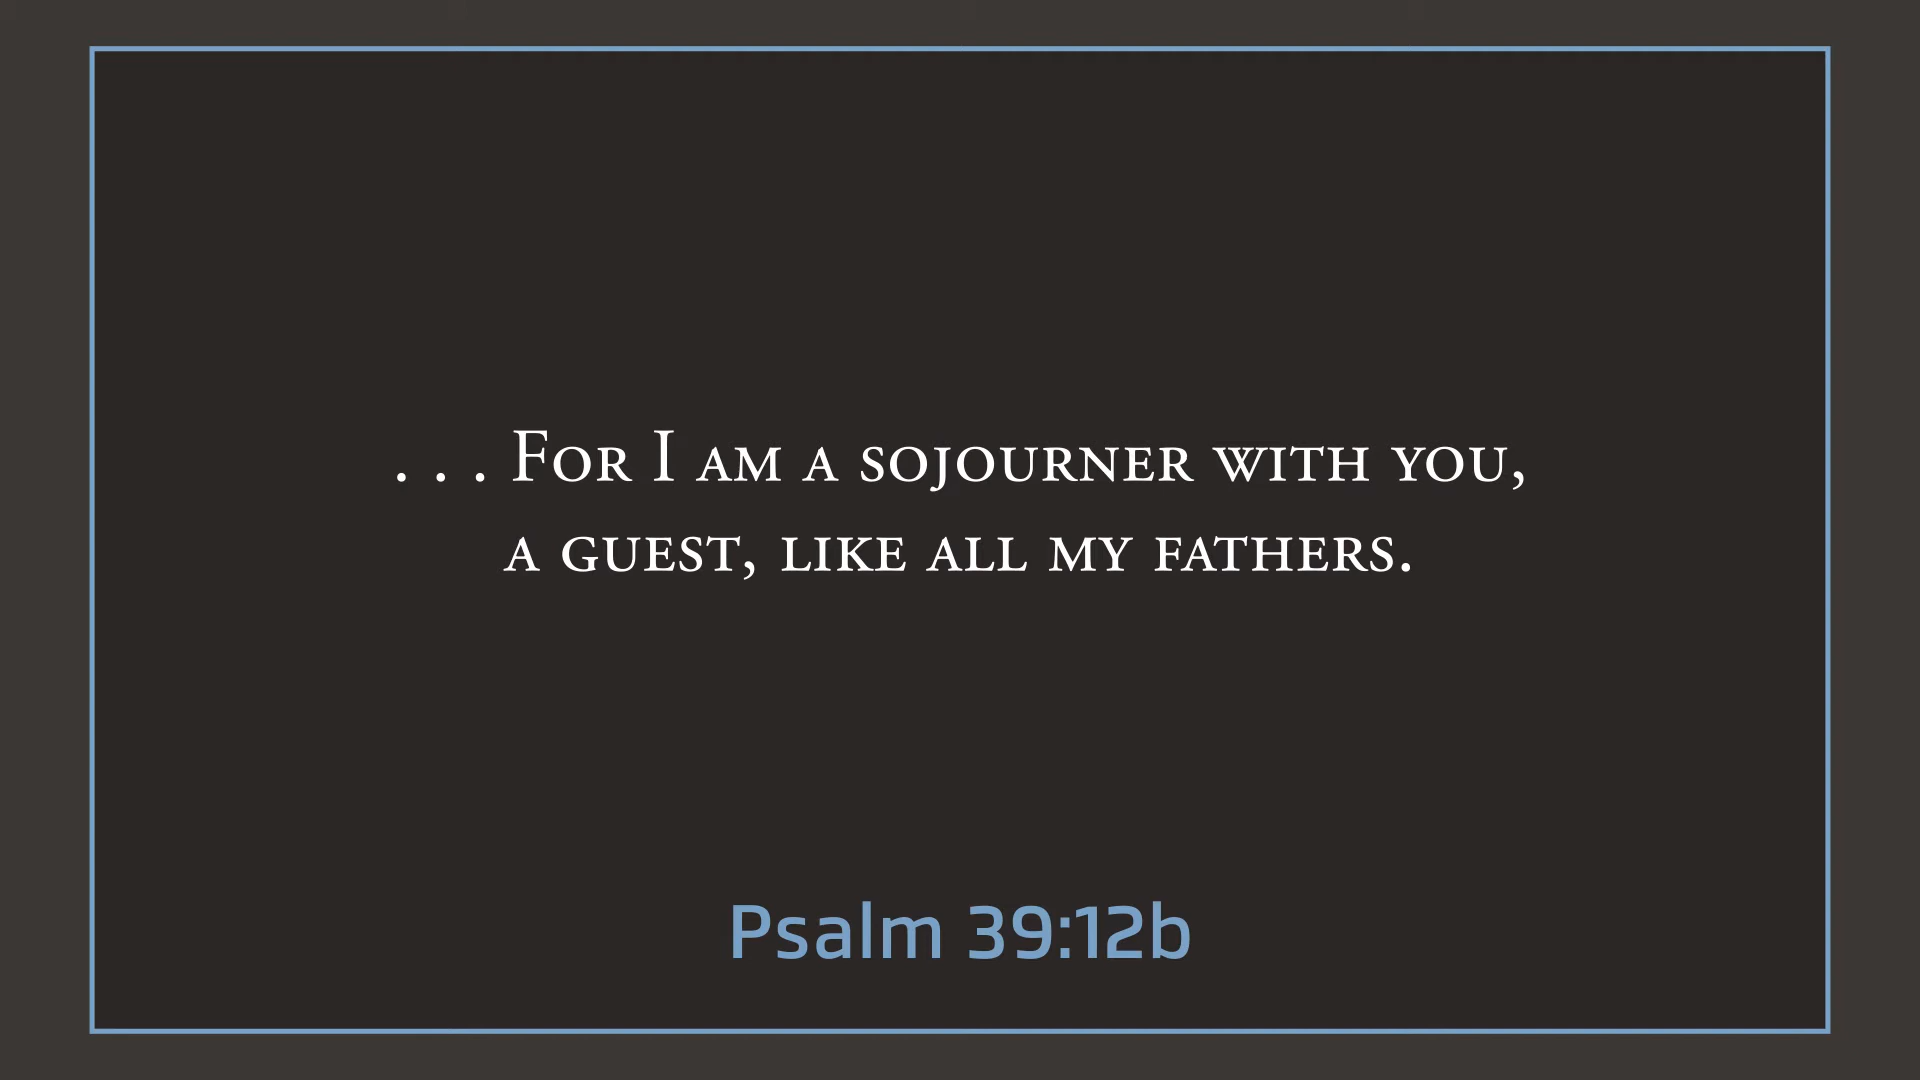 . . . For I am a sojourner with you,
a guest, like all my fathers.
Psalm 39:12b